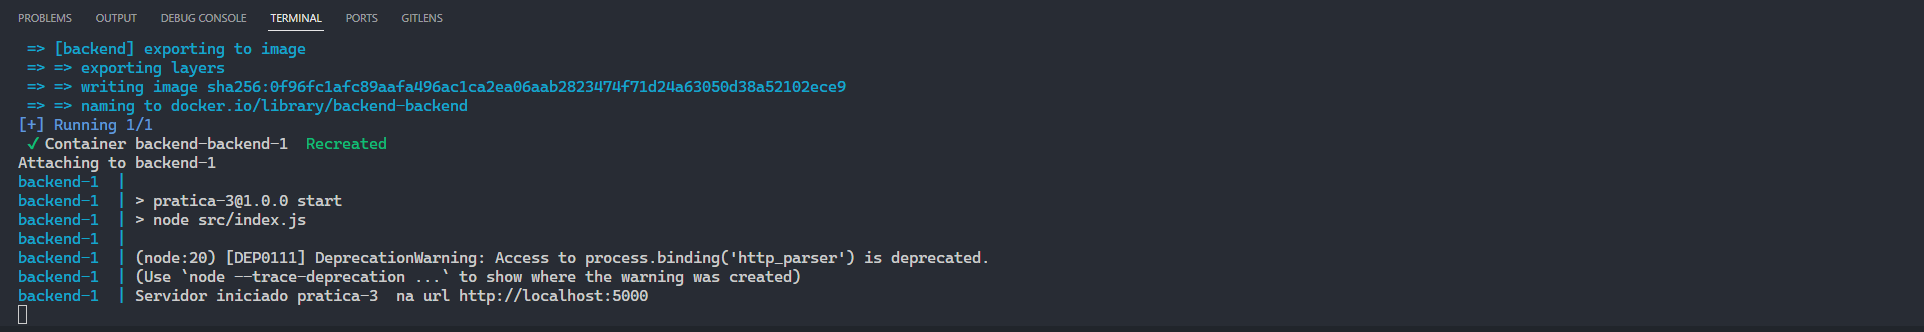 PROBLEMS OUTPUT DEBUG CONSOLE TERMINAL PORTS GITLENS
=> [backend] exporting to image
=> => exporting layers
=> => writing image sha256:0f96fc1afc89aafa496ac1ca2ea06aab2823474f71d24a63050d38a52102ece9
=> => naming to docker.io/library/backend-backend
[+] Running 1/1
✓ Container backend-backend-1 Recreated
Attaching to backend-1
backend-1 |
backend-1 | > pratica-3@1.0.0 start
backend-1 | > node src/index.js
backend-1 |
backend-1 | (node:20) [DEP0111] DeprecationWarning: Access to process.binding('http_parser') is deprecated.
backend-1 | (Use `node --trace-deprecation ...` to show where the warning was created)
backend-1 | Servidor iniciado pratica-3  na url http://localhost:5000